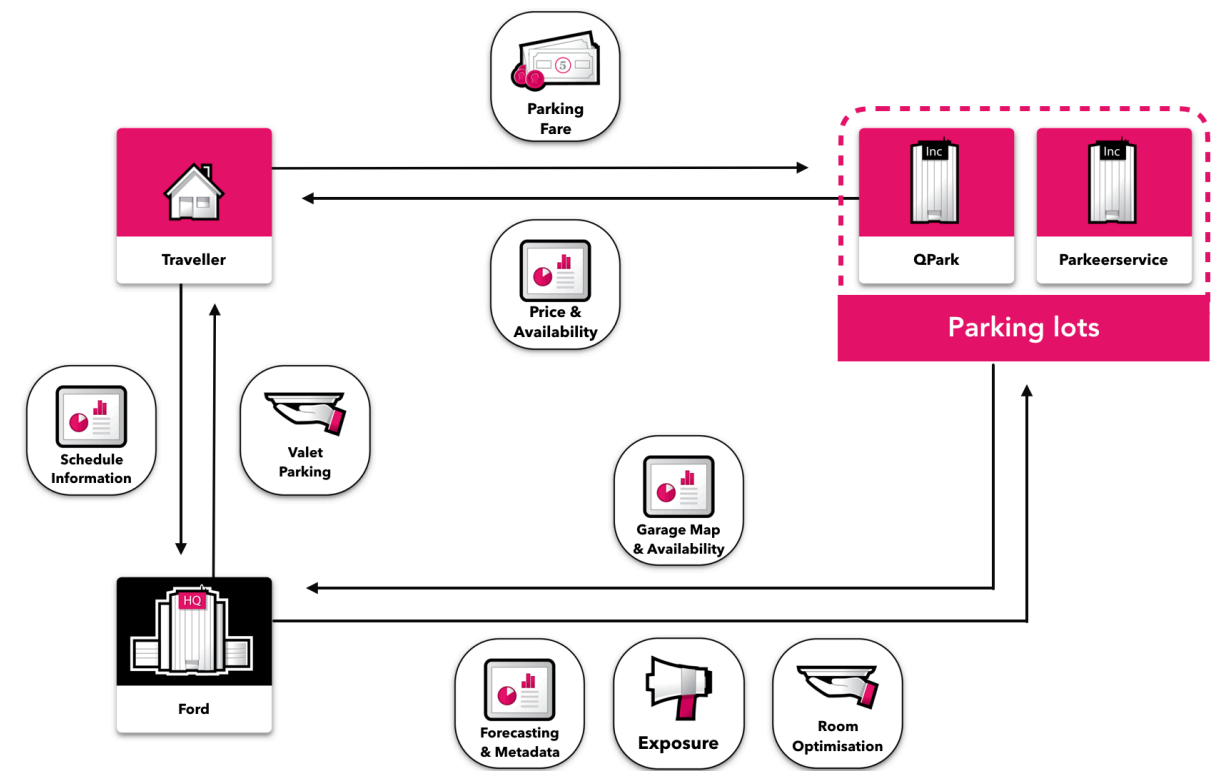 5
Parking
Fare
Inc
Inc
Traveller
QPark
Parkeerservice
Price &
Availability
Parking lots
Schedule
Information
Valet
Parking
Garage Map
& Availability
HQ
Ford
Forecasting
& Metadata
Exposure
Room
Optimisation